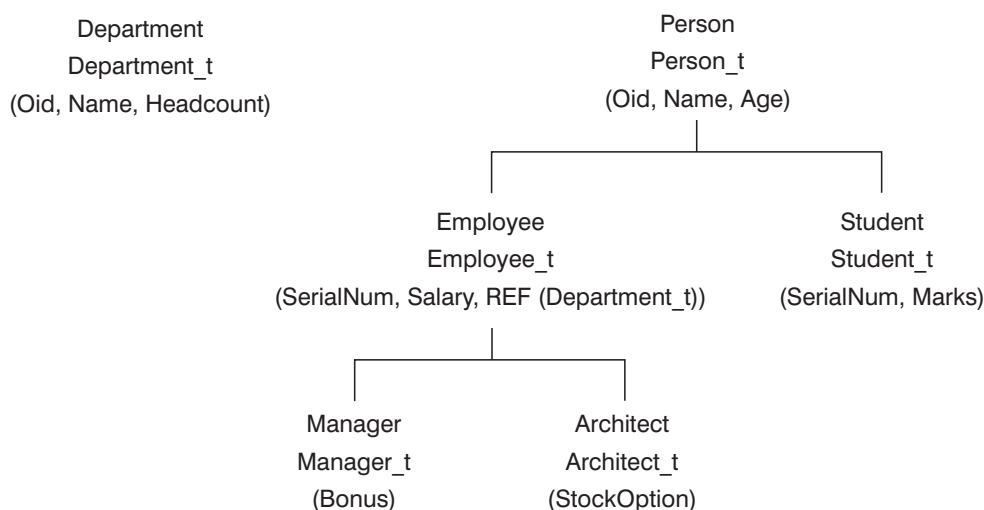 Department
Department_t
(Oid, Name, Headcount)
Person
Person_t
(Oid, Name, Age)
Employee
Employee_t
(SerialNum, Salary, REF (Department_t))
Student
Student_t
(SerialNum, Marks)
Manager
Manager_t
(Bonus)
Architect
Architect_t
(StockOption)